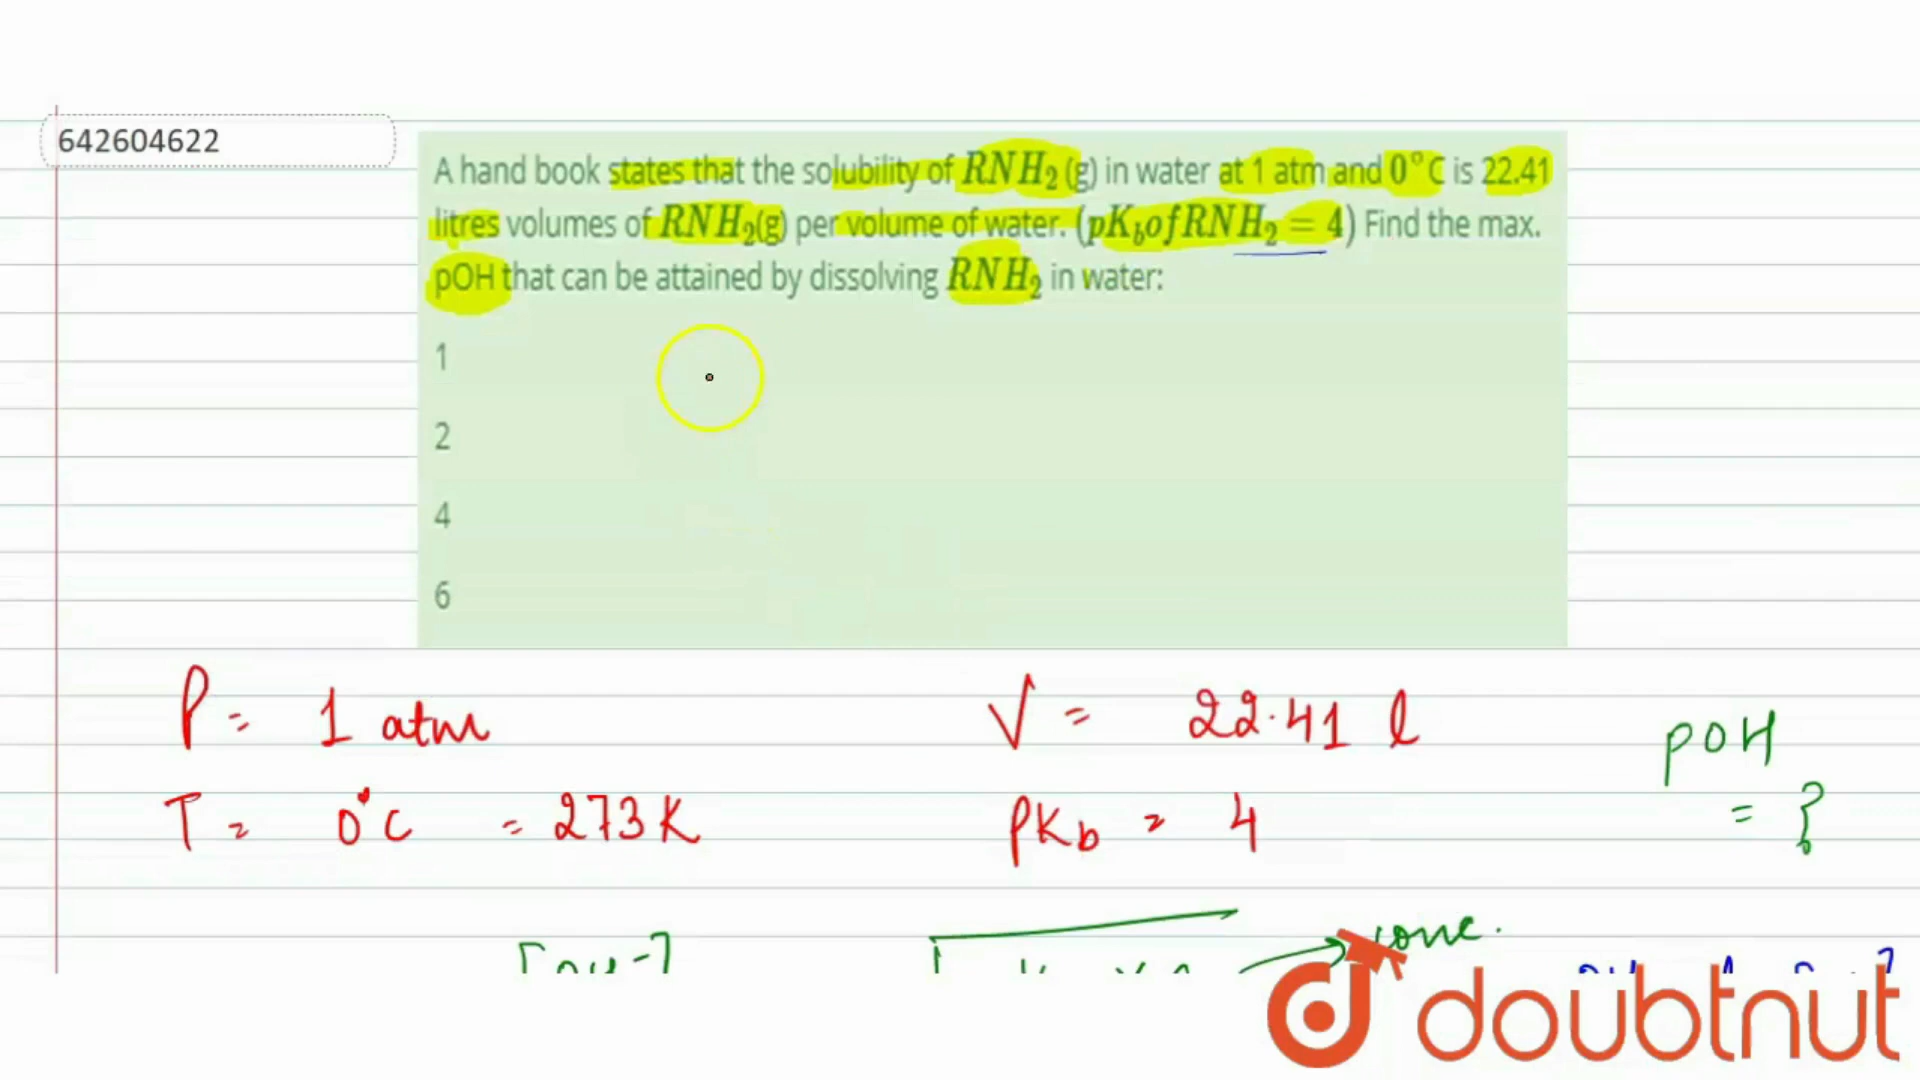 642604622
A hand book states that the solubility of RNH₂ (g) in water at 1 atm and 0°C is 22.41
litres volumes of RNH₂(g) per volume of water. (pK_b of RNH₂ = 4) Find the max.
pOH that can be attained by dissolving RNH₂ in water:
1
2
4
6
P = 1 atm
V = 22.41 l
pOH
= ?
T = 0°C = 273 K
pK_b = 4
conc.
doubtnut